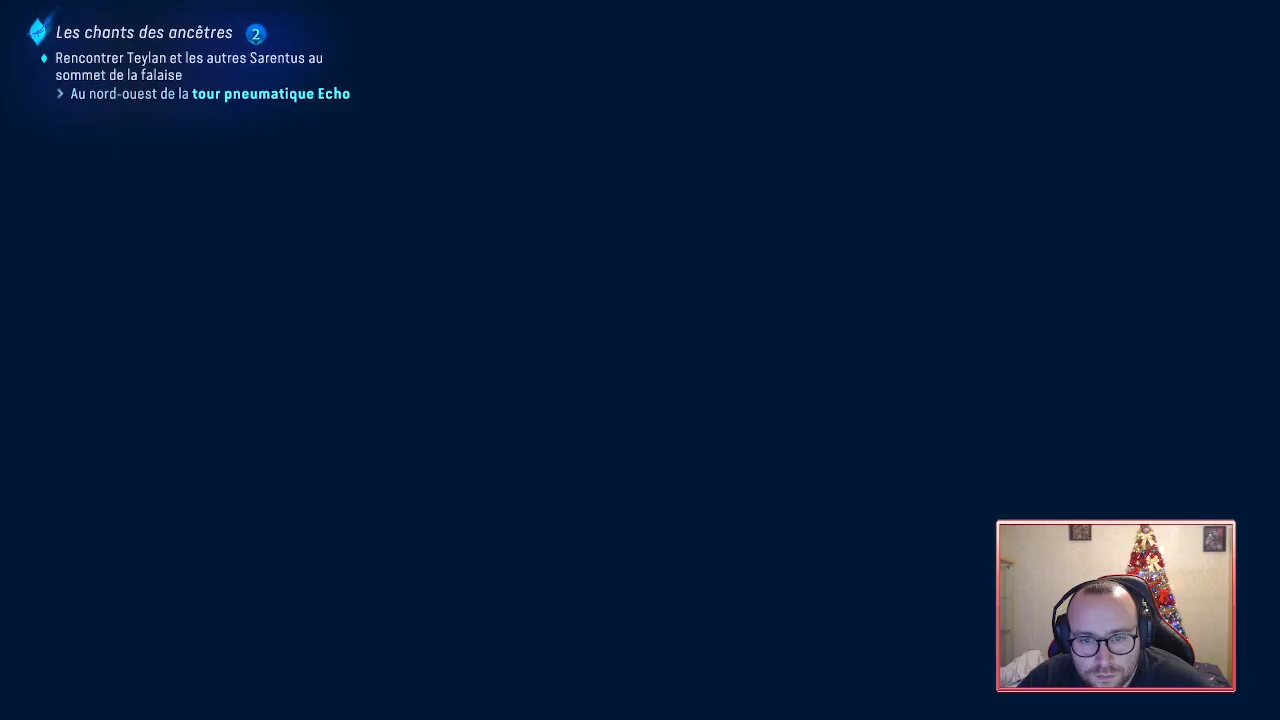 Les chants des ancêtres 2
Rencontrer Teylan et les autres Sarentus au
sommet de la falaise
Au nord-ouest de la tour pneumatique Echo